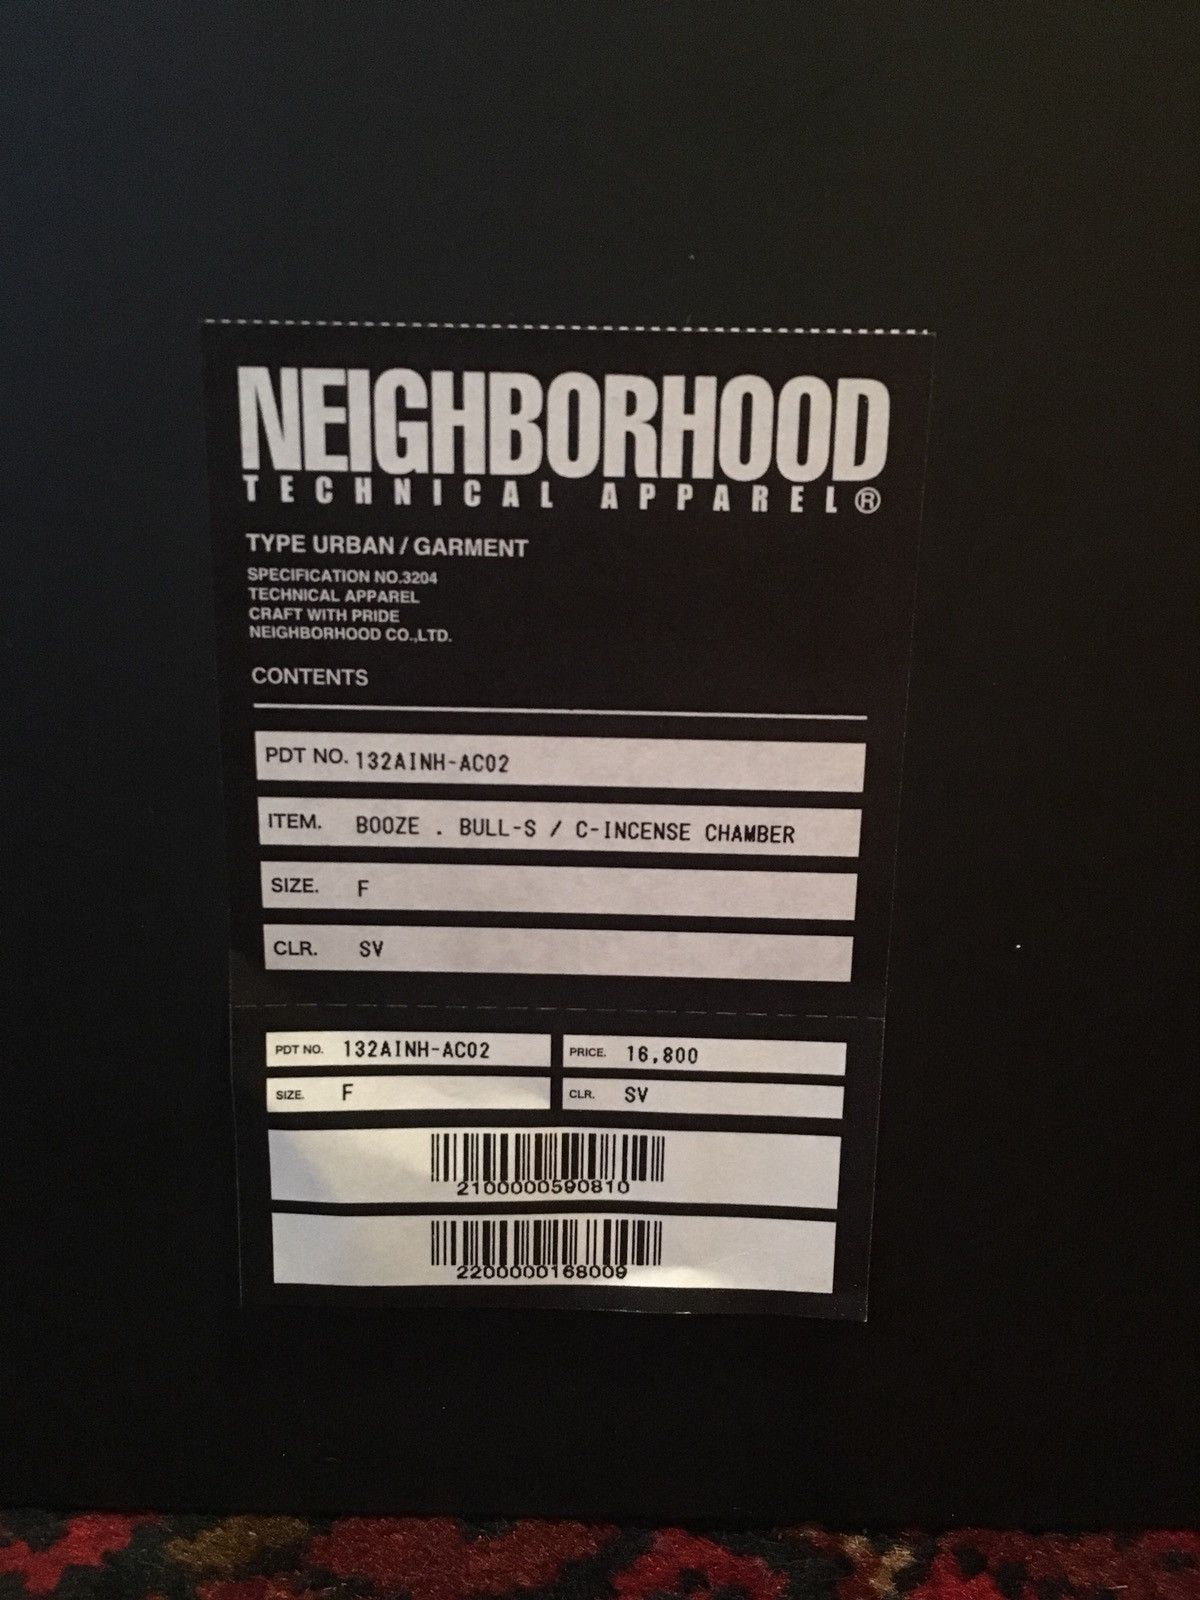 NEIGHBORHOOD
TECHNICAL APPAREL®
TYPE URBAN / GARMENT
SPECIFICATION NO.3204
TECHNICAL APPAREL
CRAFT WITH PRIDE
NEIGHBORHOOD CO.,LTD.
CONTENTS
PDT NO. 132AINH-AC02
ITEM. BOOZE . BULL-S / C-INCENSE CHAMBER
SIZE. F
CLR. SV
PDT NO. 132AINH-AC02 PRICE. 16,800
SIZE. F CLR. SV
2100000590810
2200000168009